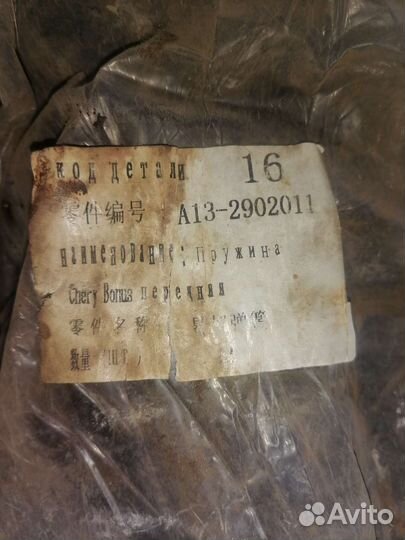 код детали 16
零件编号: A13-2902011
наименование: Пружина
Chery Bonus передняя
零件名称
数量
Avito